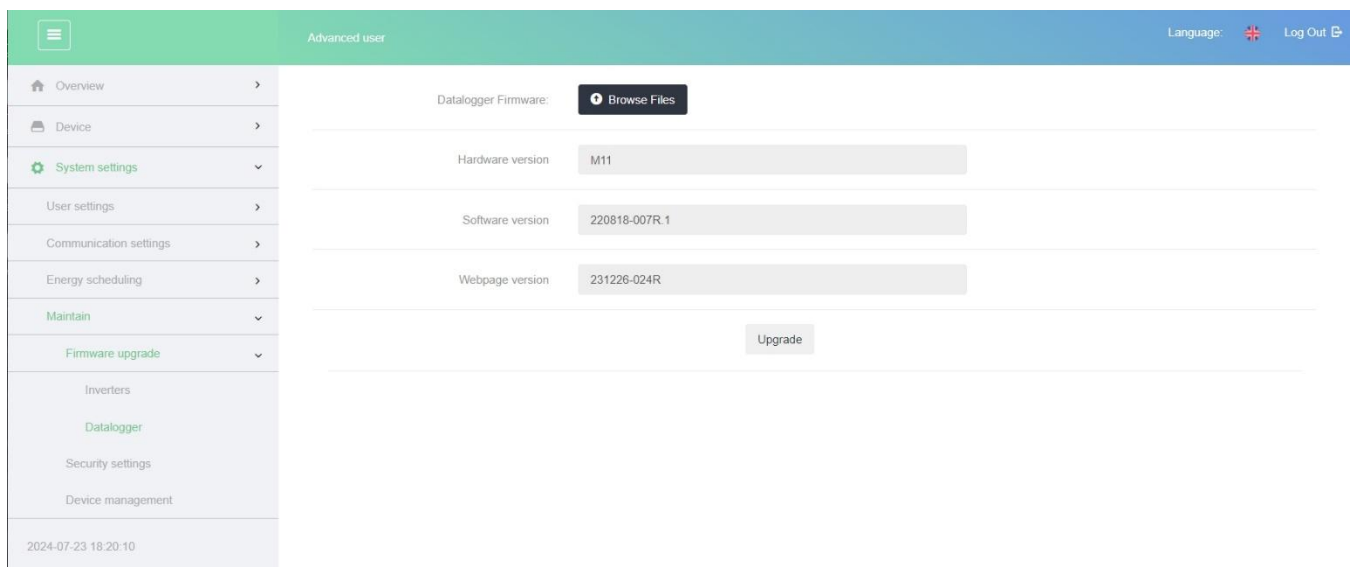 Advanced user
Language:
Log Out
Overview
Device
System settings
User settings
Communication settings
Energy scheduling
Maintain
Firmware upgrade
Inverters
Datalogger
Security settings
Device management
2024-07-23 18:20:10
Datalogger Firmware:
Browse Files
Hardware version
M11
Software version
220818-007R.1
Webpage version
231226-024R
Upgrade